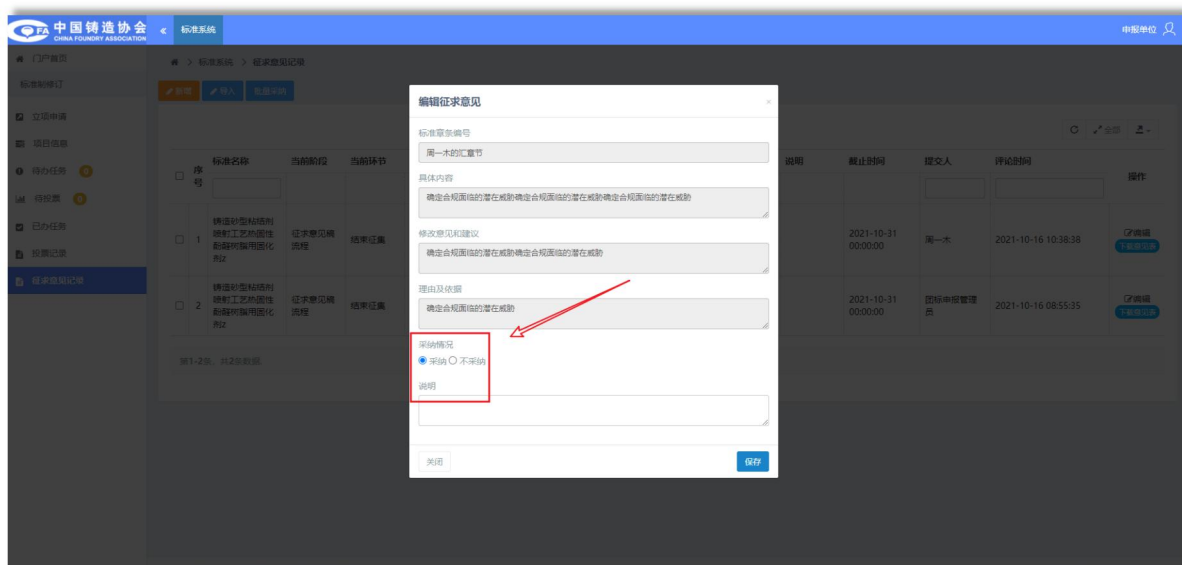 中国铸造协会
CHINA FOUNDRY ASSOCIATION
«
标准系统
申报单位
门户首页
标准制修订
立项申请
项目信息
待办任务
待投票
已办任务
投票记录
征求意见记录
> 标准系统 > 征求意见记录
新增
导入
批量采纳
全部
序号
标准名称
当前阶段
当前环节
说明
截止时间
提交人
评论时间
操作
1
铸造砂型粘结剂
喷射工艺热固性
酚醛树脂用固化
剂z
征求意见稿
流程
结束征集
2021-10-31
00:00:00
周一木
2021-10-16 10:38:38
编辑
下载意见表
2
铸造砂型粘结剂
喷射工艺热固性
酚醛树脂用固化
剂z
征求意见稿
流程
结束征集
2021-10-31
00:00:00
团标申报管理
员
2021-10-16 08:55:35
编辑
下载意见表
第1-2条，共2条数据.
编辑征求意见
×
标准章条编号
周一木的汇章节
具体内容
确定合规面临的潜在威胁确定合规面临的潜在威胁确定合规面临的潜在威胁
修改意见和建议
确定合规面临的潜在威胁确定合规面临的潜在威胁
理由及依据
确定合规面临的潜在威胁
采纳情况
采纳 不采纳
说明
关闭
保存